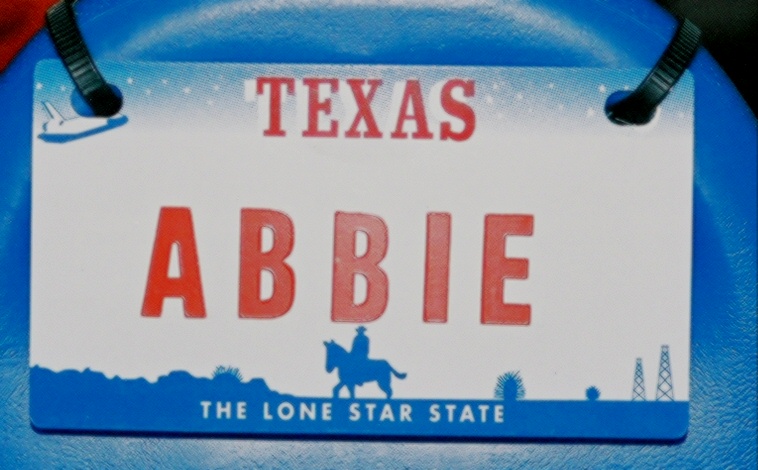 TEXAS
ABBIE
THE LONE STAR STATE